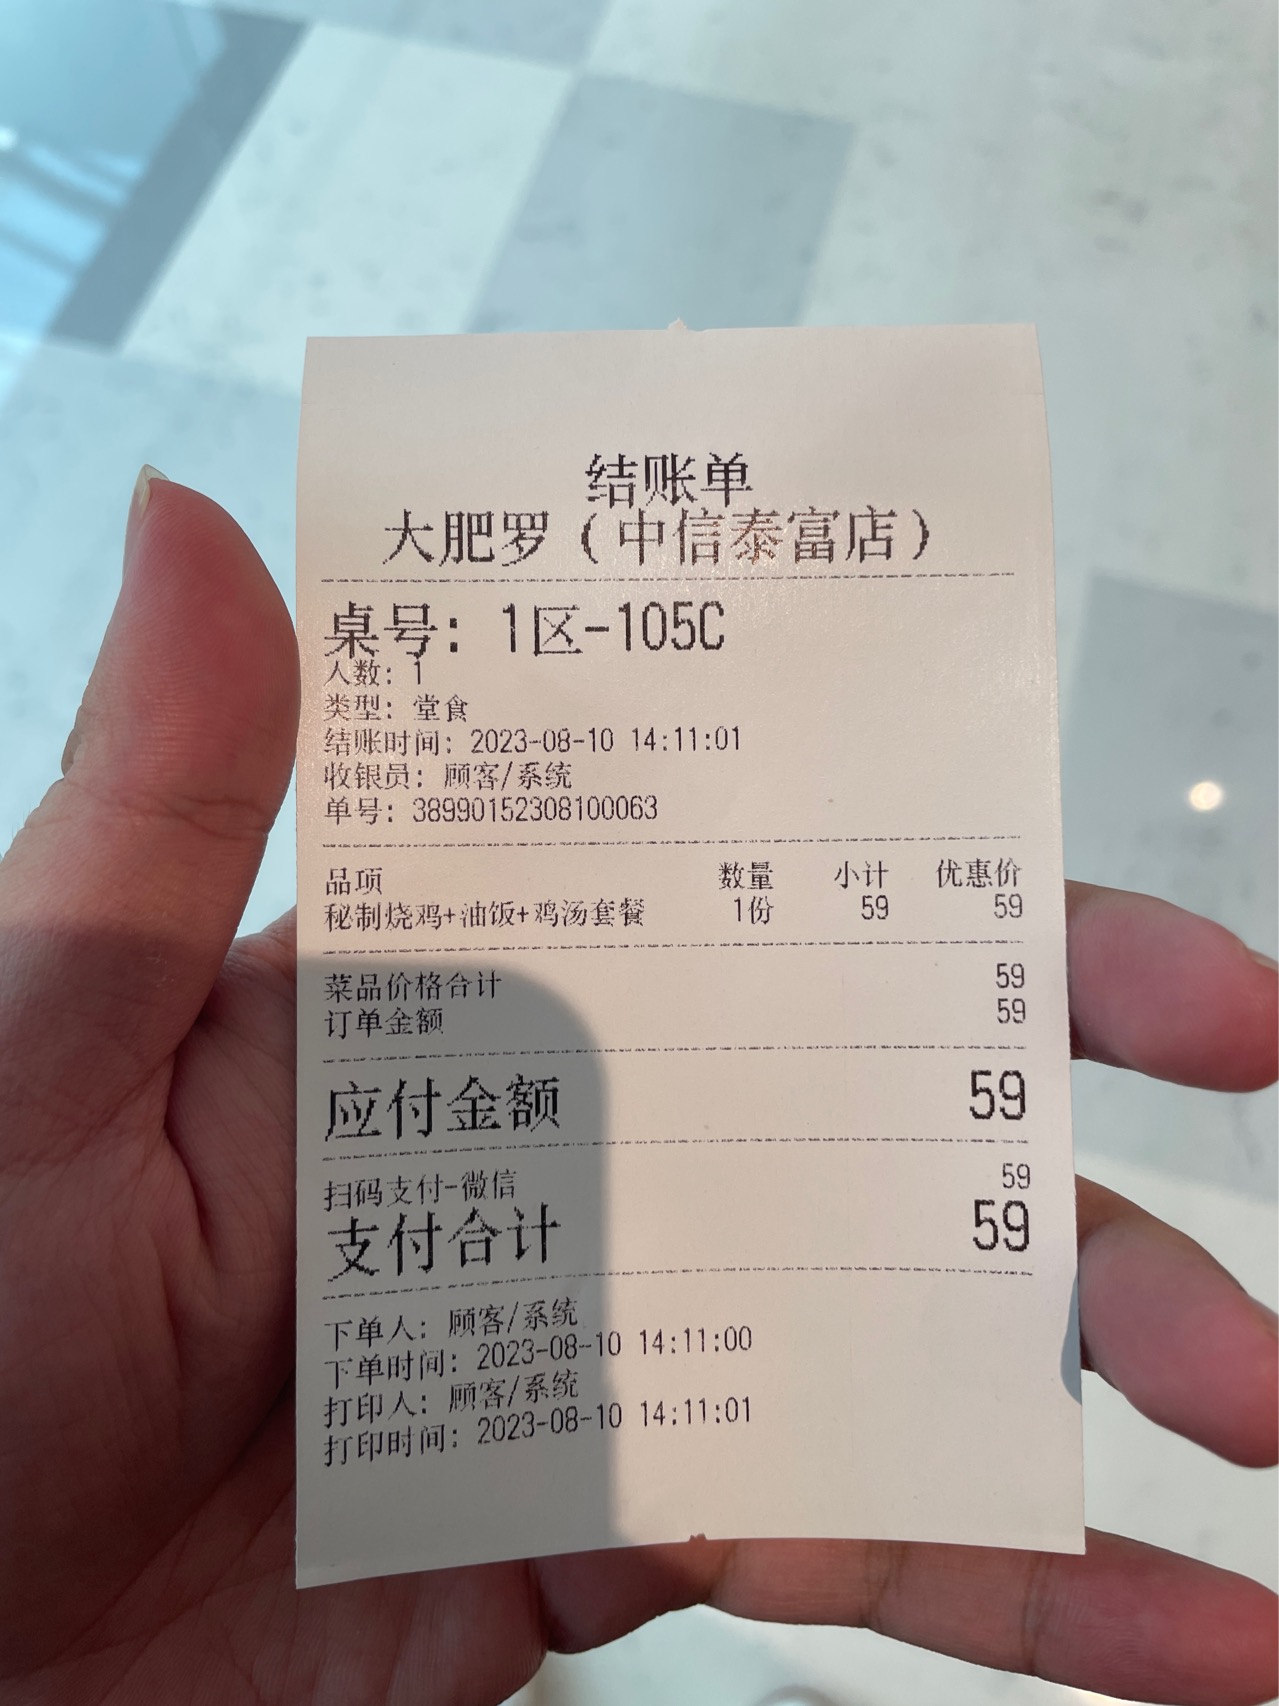 结账单
大肥罗（中信泰富店）
桌号：1区-105C
人数：1
类型：堂食
结账时间：2023-08-10 14:11:01
收银员：顾客/系统
单号：38990152308100063
品项 数量 小计 优惠价
秘制烧鸡+油饭+鸡汤套餐 1份 59 59
菜品价格合计 59
订单金额 59
应付金额 59
扫码支付-微信 59
支付合计 59
下单人：顾客/系统
下单时间：2023-08-10 14:11:00
打印人：顾客/系统
打印时间：2023-08-10 14:11:01